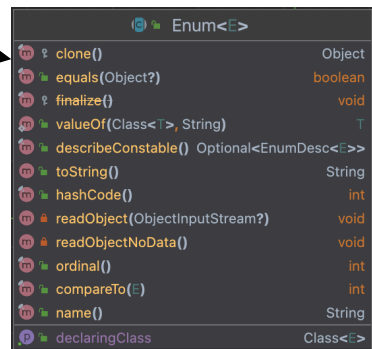 Enum<E>
clone() Object
equals(Object?) boolean
finalize() void
valueOf(Class<T>, String) T
describeConstable() Optional<EnumDesc<E>>
toString() String
hashCode() int
readObject(ObjectInputStream?) void
readObjectNoData() void
ordinal() int
compareTo(E) int
name() String
declaringClass Class<E>